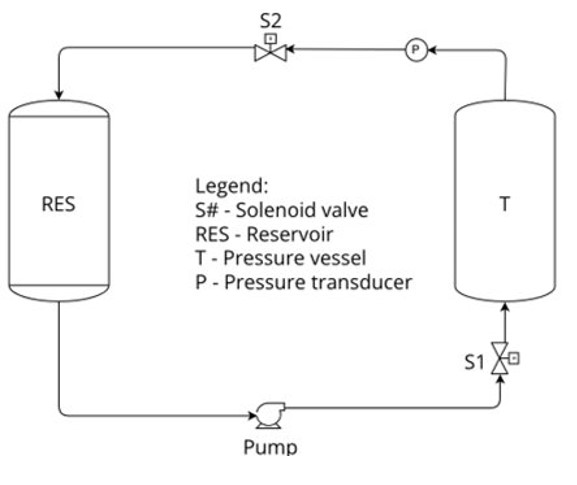 S2
P
RES
T
Legend:
S# - Solenoid valve
RES - Reservoir
T - Pressure vessel
P - Pressure transducer
S1
Pump